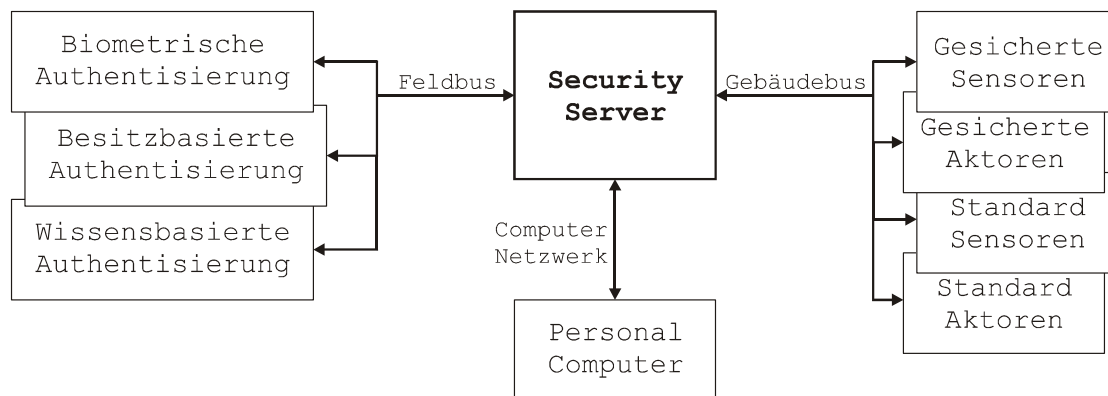 Biometrische
Authentisierung
Besitzbasierte
Authentisierung
Wissensbasierte
Authentisierung
Feldbus
Security
Server
Gebäudebus
Computer
Netzwerk
Personal
Computer
Gesicherte
Sensoren
Gesicherte
Aktoren
Standard
Sensoren
Standard
Aktoren